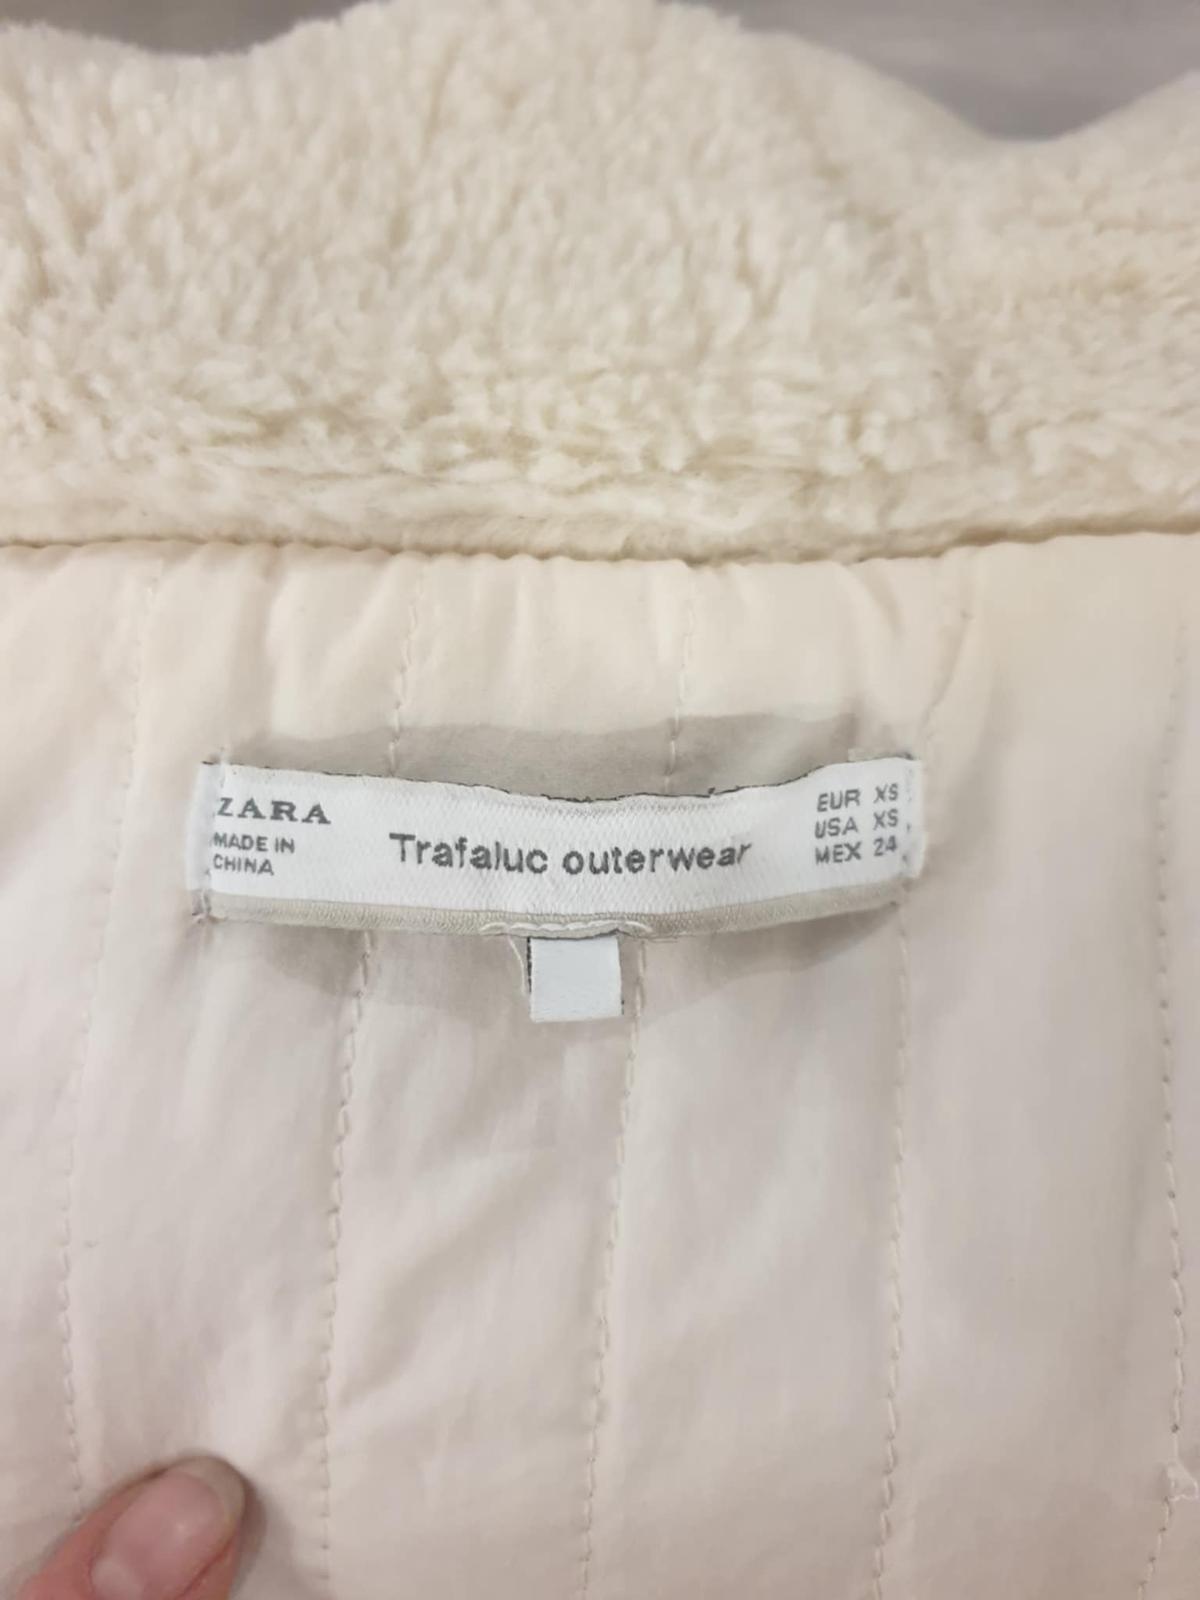 ZARA
MADE IN
CHINA
Trafaluc outerwear
EUR XS
USA XS
MEX 24